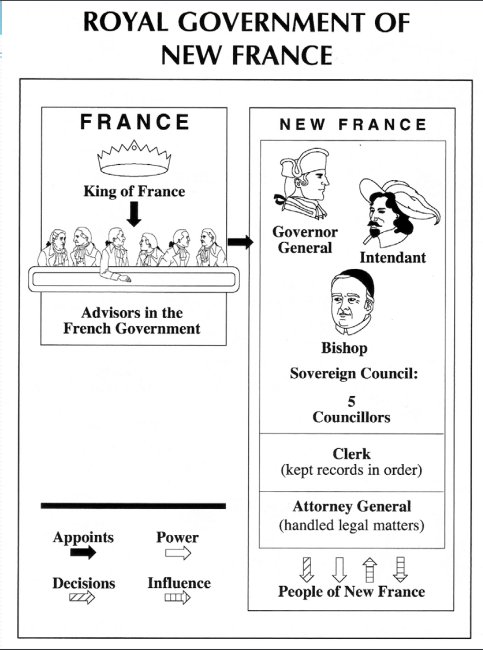 ROYAL GOVERNMENT OF
NEW FRANCE
FRANCE
King of France
Advisors in the
French Government
NEW FRANCE
Governor
General
Intendant
Bishop
Sovereign Council:
5
Councillors
Clerk
(kept records in order)
Attorney General
(handled legal matters)
People of New France
Appoints
Power
Decisions
Influence